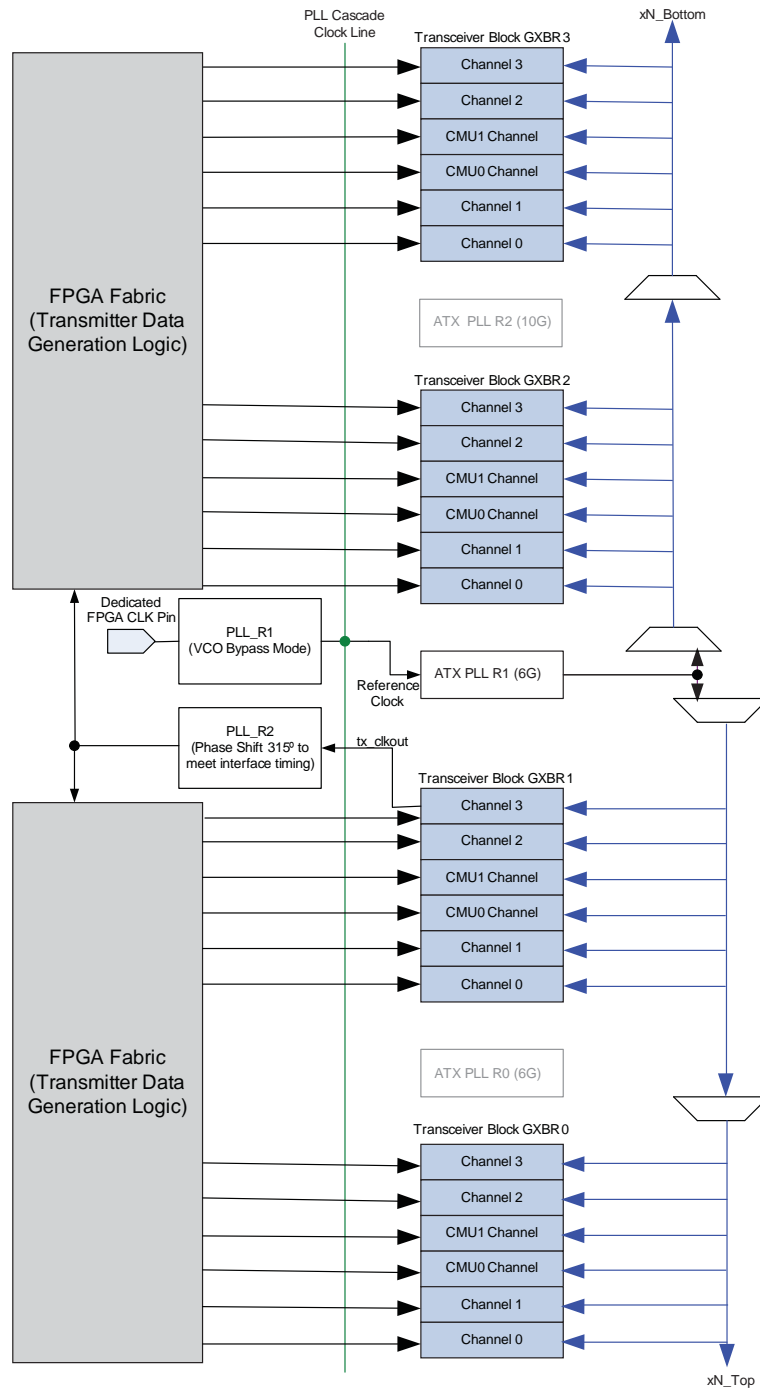 PLL Cascade
Clock Line
xN_Bottom
Transceiver Block GXBR3
Channel 3
Channel 2
CMU1 Channel
CMU0 Channel
Channel 1
Channel 0
FPGA Fabric
(Transmitter Data
Generation Logic)
ATX PLL R2 (10G)
Transceiver Block GXBR2
Channel 3
Channel 2
CMU1 Channel
CMU0 Channel
Channel 1
Channel 0
Dedicated
FPGA CLK Pin
PLL_R1
(VCO Bypass Mode)
Reference
Clock
ATX PLL R1 (6G)
PLL_R2
(Phase Shift 315º to
meet interface timing)
tx_clkout
Transceiver Block GXBR1
Channel 3
Channel 2
CMU1 Channel
CMU0 Channel
Channel 1
Channel 0
FPGA Fabric
(Transmitter Data
Generation Logic)
ATX PLL R0 (6G)
Transceiver Block GXBR0
Channel 3
Channel 2
CMU1 Channel
CMU0 Channel
Channel 1
Channel 0
xN_Top